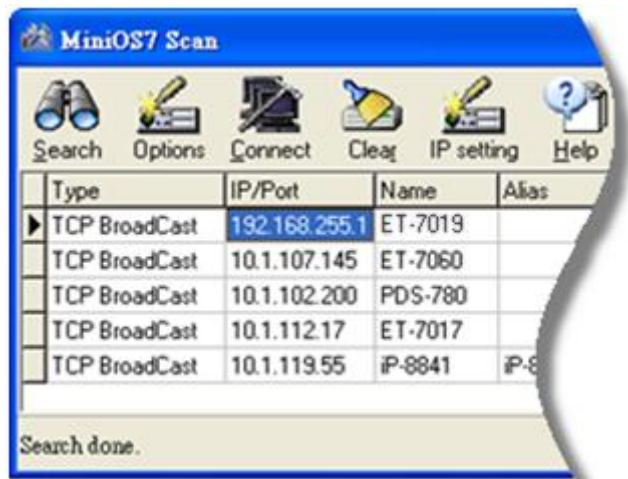 MiniOS7 Scan
Search Options Connect Clear IP setting Help
Type IP/Port Name Alias
TCP BroadCast 192.168.255.1 ET-7019
TCP BroadCast 10.1.107.145 ET-7060
TCP BroadCast 10.1.102.200 PDS-780
TCP BroadCast 10.1.112.17 ET-7017
TCP BroadCast 10.1.119.55 iP-8841
Search done.